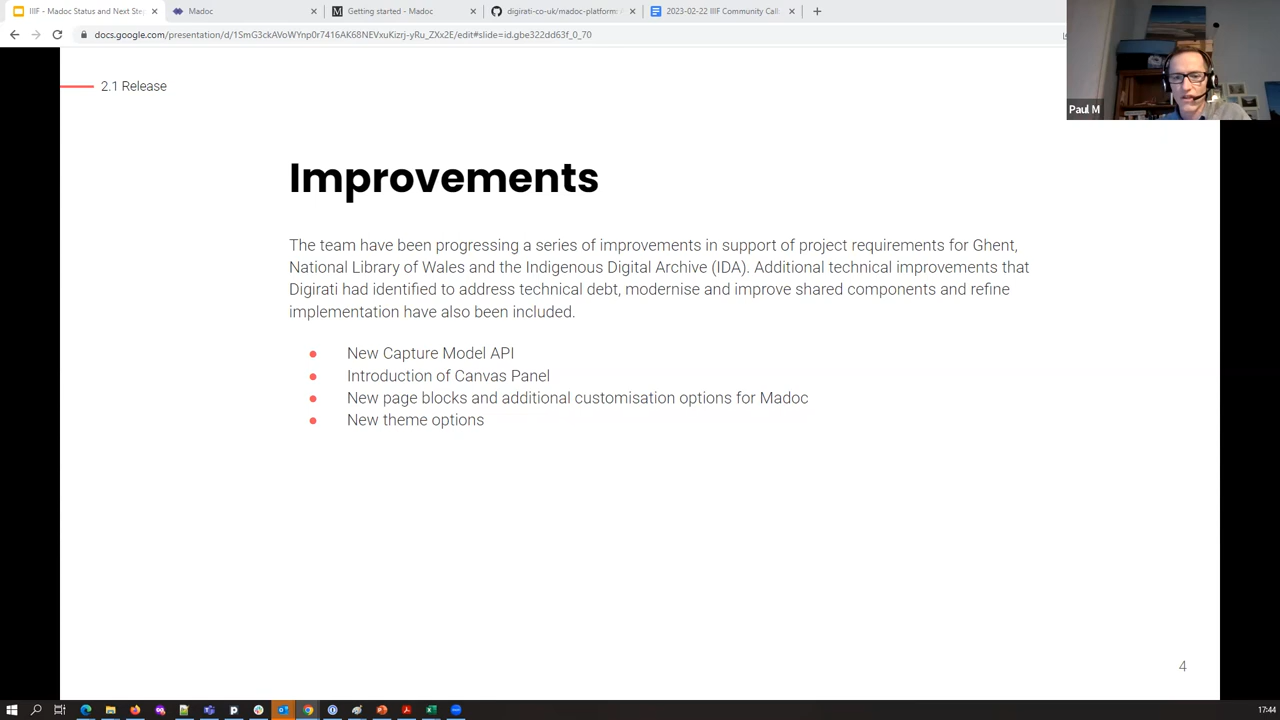 IIIF - Madoc Status and Next Ste
Madoc
Getting started - Madoc
digirati-co-uk/madoc-platform:
2023-02-22 IIIF Community Call
docs.google.com/presentation/d/1SmG3ckAVoWYnp0r7416AK68NEVxuKizrj-yRu_ZXx2E/edit#slide=id.gbe322dd63f_0_70
Paul M
2.1 Release
Improvements
The team have been progressing a series of improvements in support of project requirements for Ghent,
National Library of Wales and the Indigenous Digital Archive (IDA). Additional technical improvements that
Digirati had identified to address technical debt, modernise and improve shared components and refine
implementation have also been included.
● New Capture Model API
● Introduction of Canvas Panel
● New page blocks and additional customisation options for Madoc
● New theme options
4
17:44